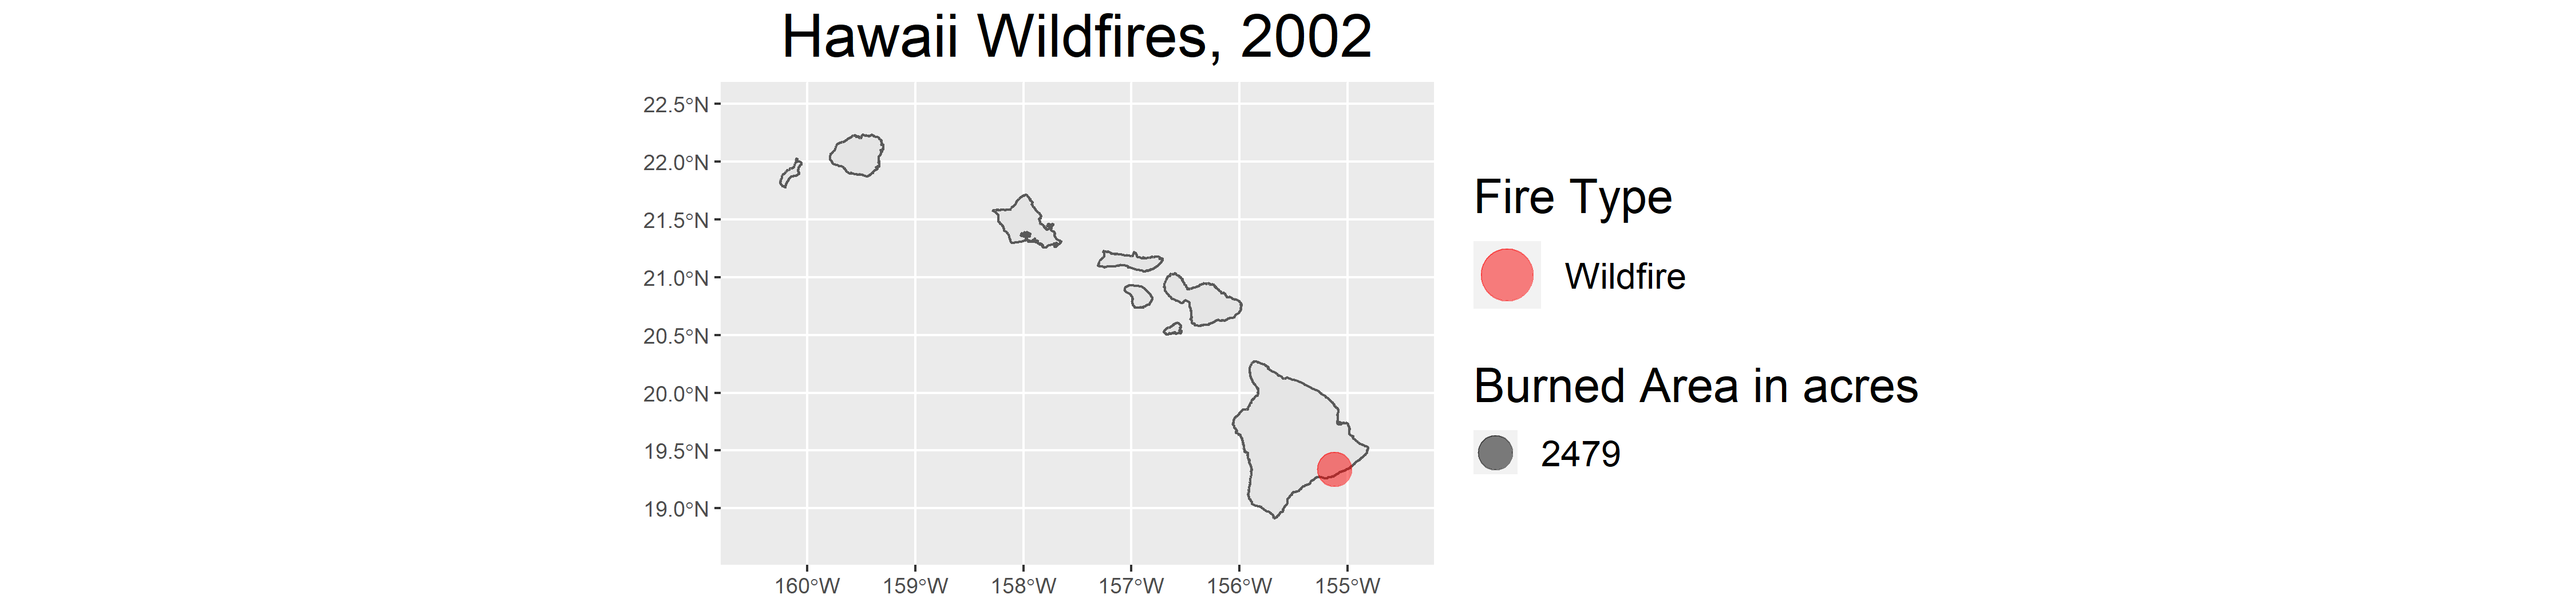 Hawaii Wildfires, 2002
22.5°N
22.0°N
21.5°N
21.0°N
20.5°N
20.0°N
19.5°N
19.0°N
160°W 159°W 158°W 157°W 156°W 155°W
Fire Type
Wildfire
Burned Area in acres
2479